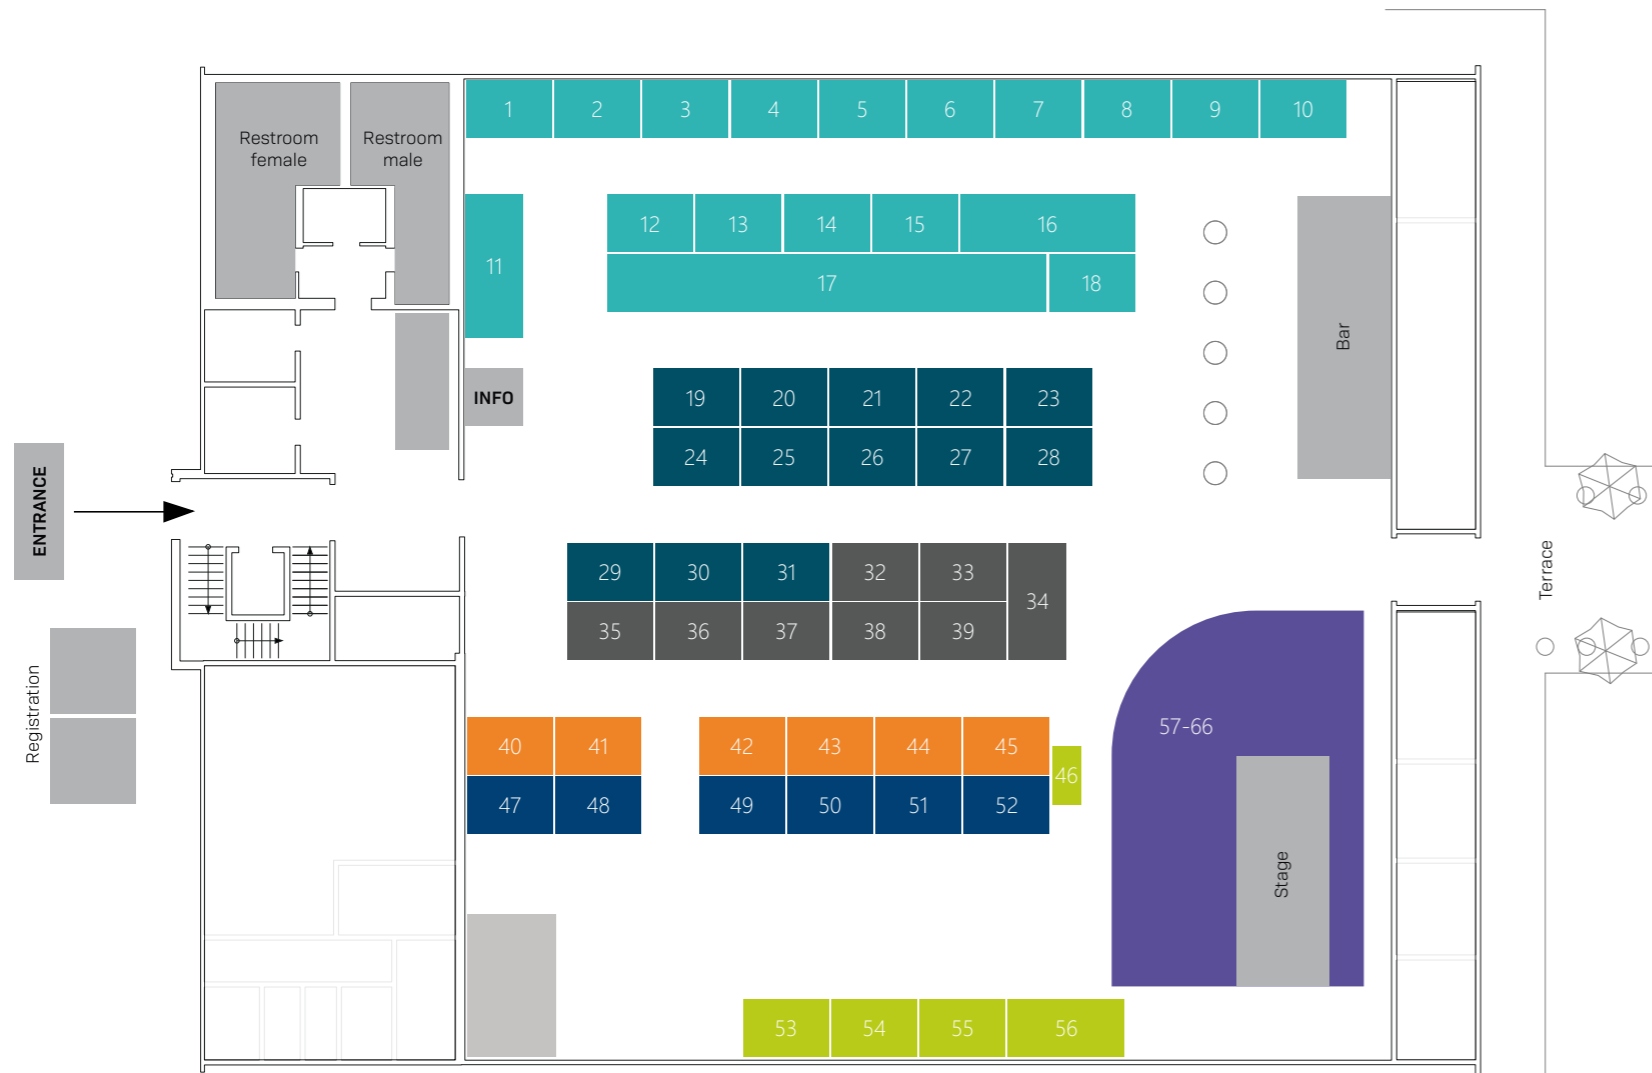 Restroom
female
Restroom
male
1 2 3 4 5 6 7 8 9 10
11
12 13 14 15 16
17 18
Bar
INFO
19 20 21 22 23
24 25 26 27 28
ENTRANCE
Terrace
29 30 31 32 33
34
35 36 37 38 39
Registration
57-66
40 41 42 43 44 45
46
47 48 49 50 51 52
Stage
53 54 55 56